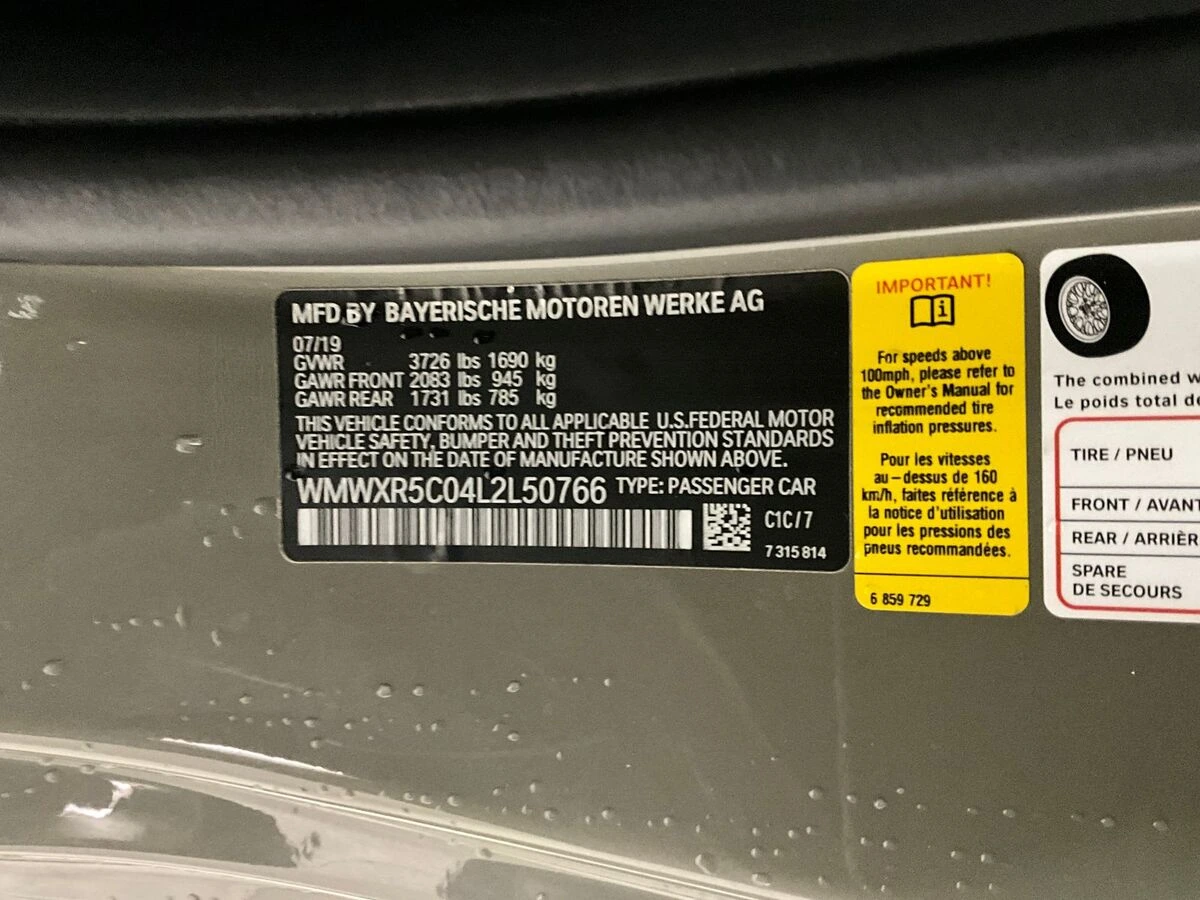 MFD BY BAYERISCHE MOTOREN WERKE AG
07/19
GVWR 3726 lbs 1690 kg
GAWR FRONT 2083 lbs 945 kg
GAWR REAR 1731 lbs 785 kg
THIS VEHICLE CONFORMS TO ALL APPLICABLE U.S.FEDERAL MOTOR
VEHICLE SAFETY, BUMPER AND THEFT PREVENTION STANDARDS
IN EFFECT ON THE DATE OF MANUFACTURE SHOWN ABOVE.
WMWXR5C04L2L50766 TYPE: PASSENGER CAR
C1C/7
7 315 814
IMPORTANT!
For speeds above
100mph, please refer to
the Owner's Manual for
recommended tire
inflation pressures.
Pour les vitesses
au-dessus de 160
km/h, faites référence à
la notice d'utilisation
pour les pressions des
pneus recommandées.
6 859 729
The combined w
Le poids total de
TIRE / PNEU
FRONT / AVANT
REAR / ARRIÈR
SPARE
DE SECOURS